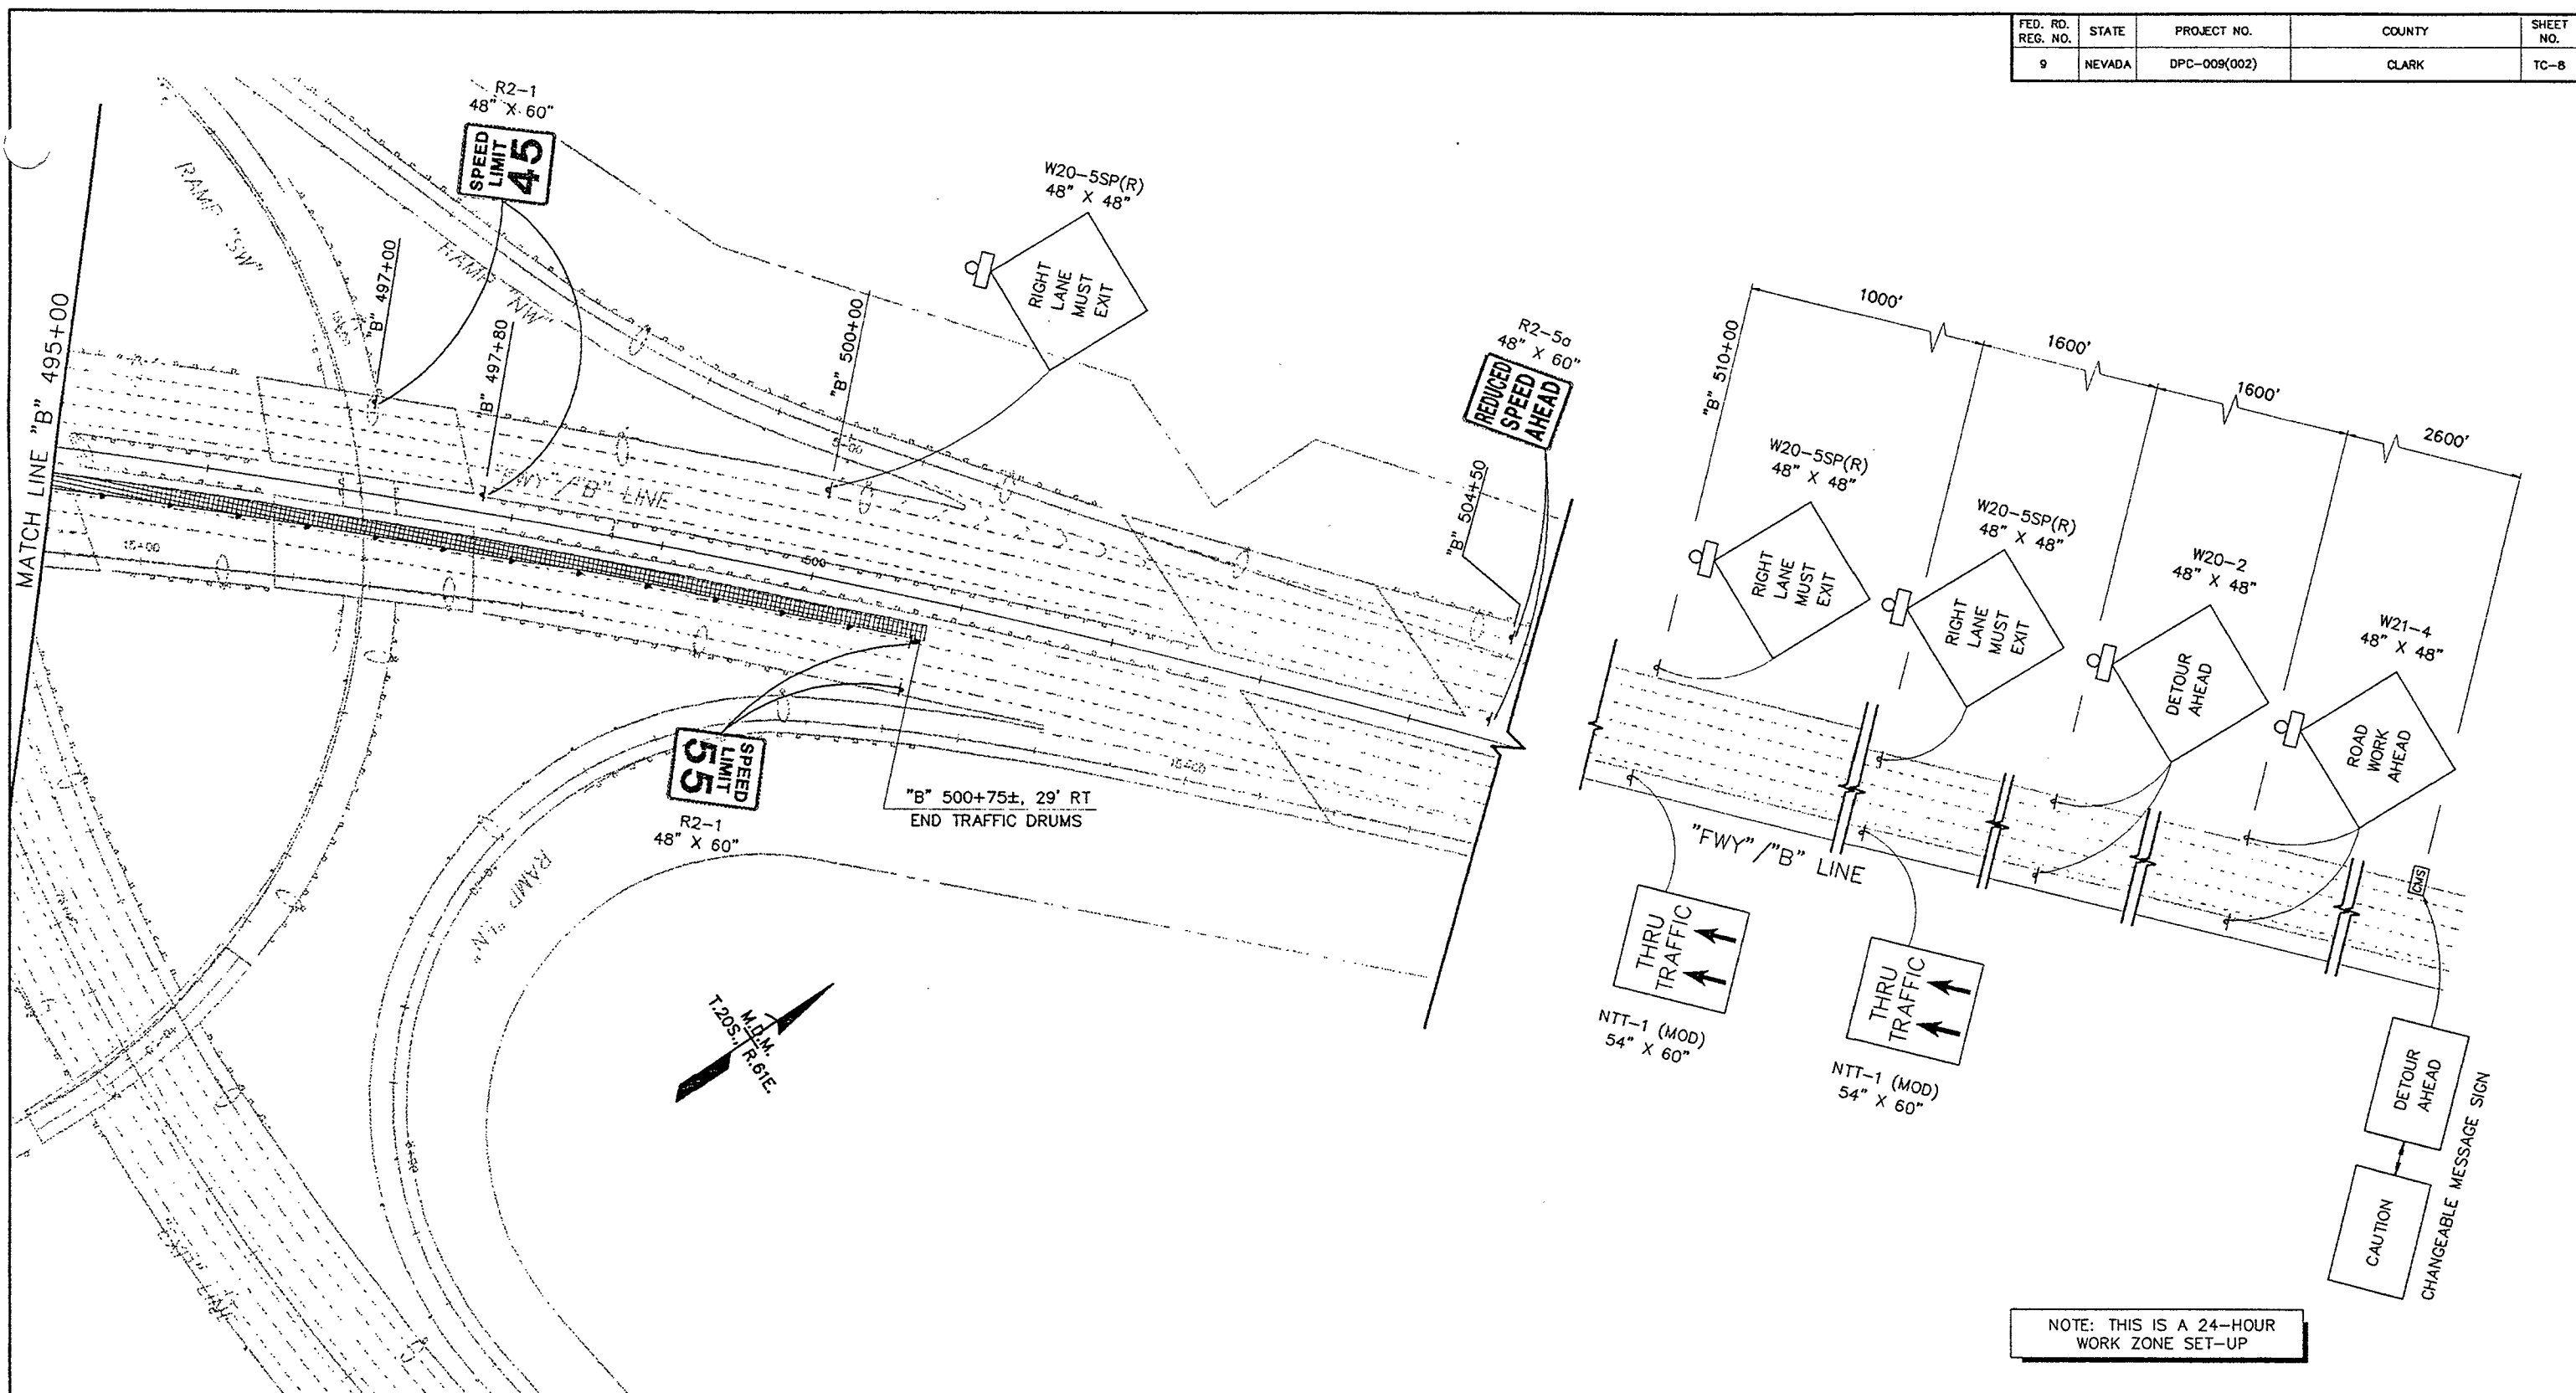 FED. RD. REG. NO.
STATE
PROJECT NO.
COUNTY
SHEET NO.
9
NEVADA
DPC-009(002)
CLARK
TC-8
R2-1
48" X 60"
SPEED
LIMIT
45
W20-5SP(R)
48" X 48"
RIGHT
LANE
MUST
EXIT
RAMP "SW"
RAMP "NW"
"B" 497+00
"B" 497+80
"B" 500+00
MATCH LINE "B" 495+00
"FWY"/"B" LINE
15+00
500
R2-5a
48" X 60"
REDUCED
SPEED
AHEAD
"B" 504+50
"B" 510+00
1000'
1600'
1600'
2600'
W20-5SP(R)
48" X 48"
RIGHT
LANE
MUST
EXIT
W20-5SP(R)
48" X 48"
RIGHT
LANE
MUST
EXIT
W20-2
48" X 48"
DETOUR
AHEAD
W21-4
48" X 48"
ROAD
WORK
AHEAD
SPEED
LIMIT
55
R2-1
48" X 60"
"B" 500+75±, 29' RT
END TRAFFIC DRUMS
15+00
"FWY"/"B" LINE
CMS
THRU
TRAFFIC
NTT-1 (MOD)
54" X 60"
THRU
TRAFFIC
NTT-1 (MOD)
54" X 60"
DETOUR
AHEAD
CAUTION
CHANGEABLE MESSAGE SIGN
M.D.M.
T.20S., R.61E.
NOTE: THIS IS A 24-HOUR
WORK ZONE SET-UP